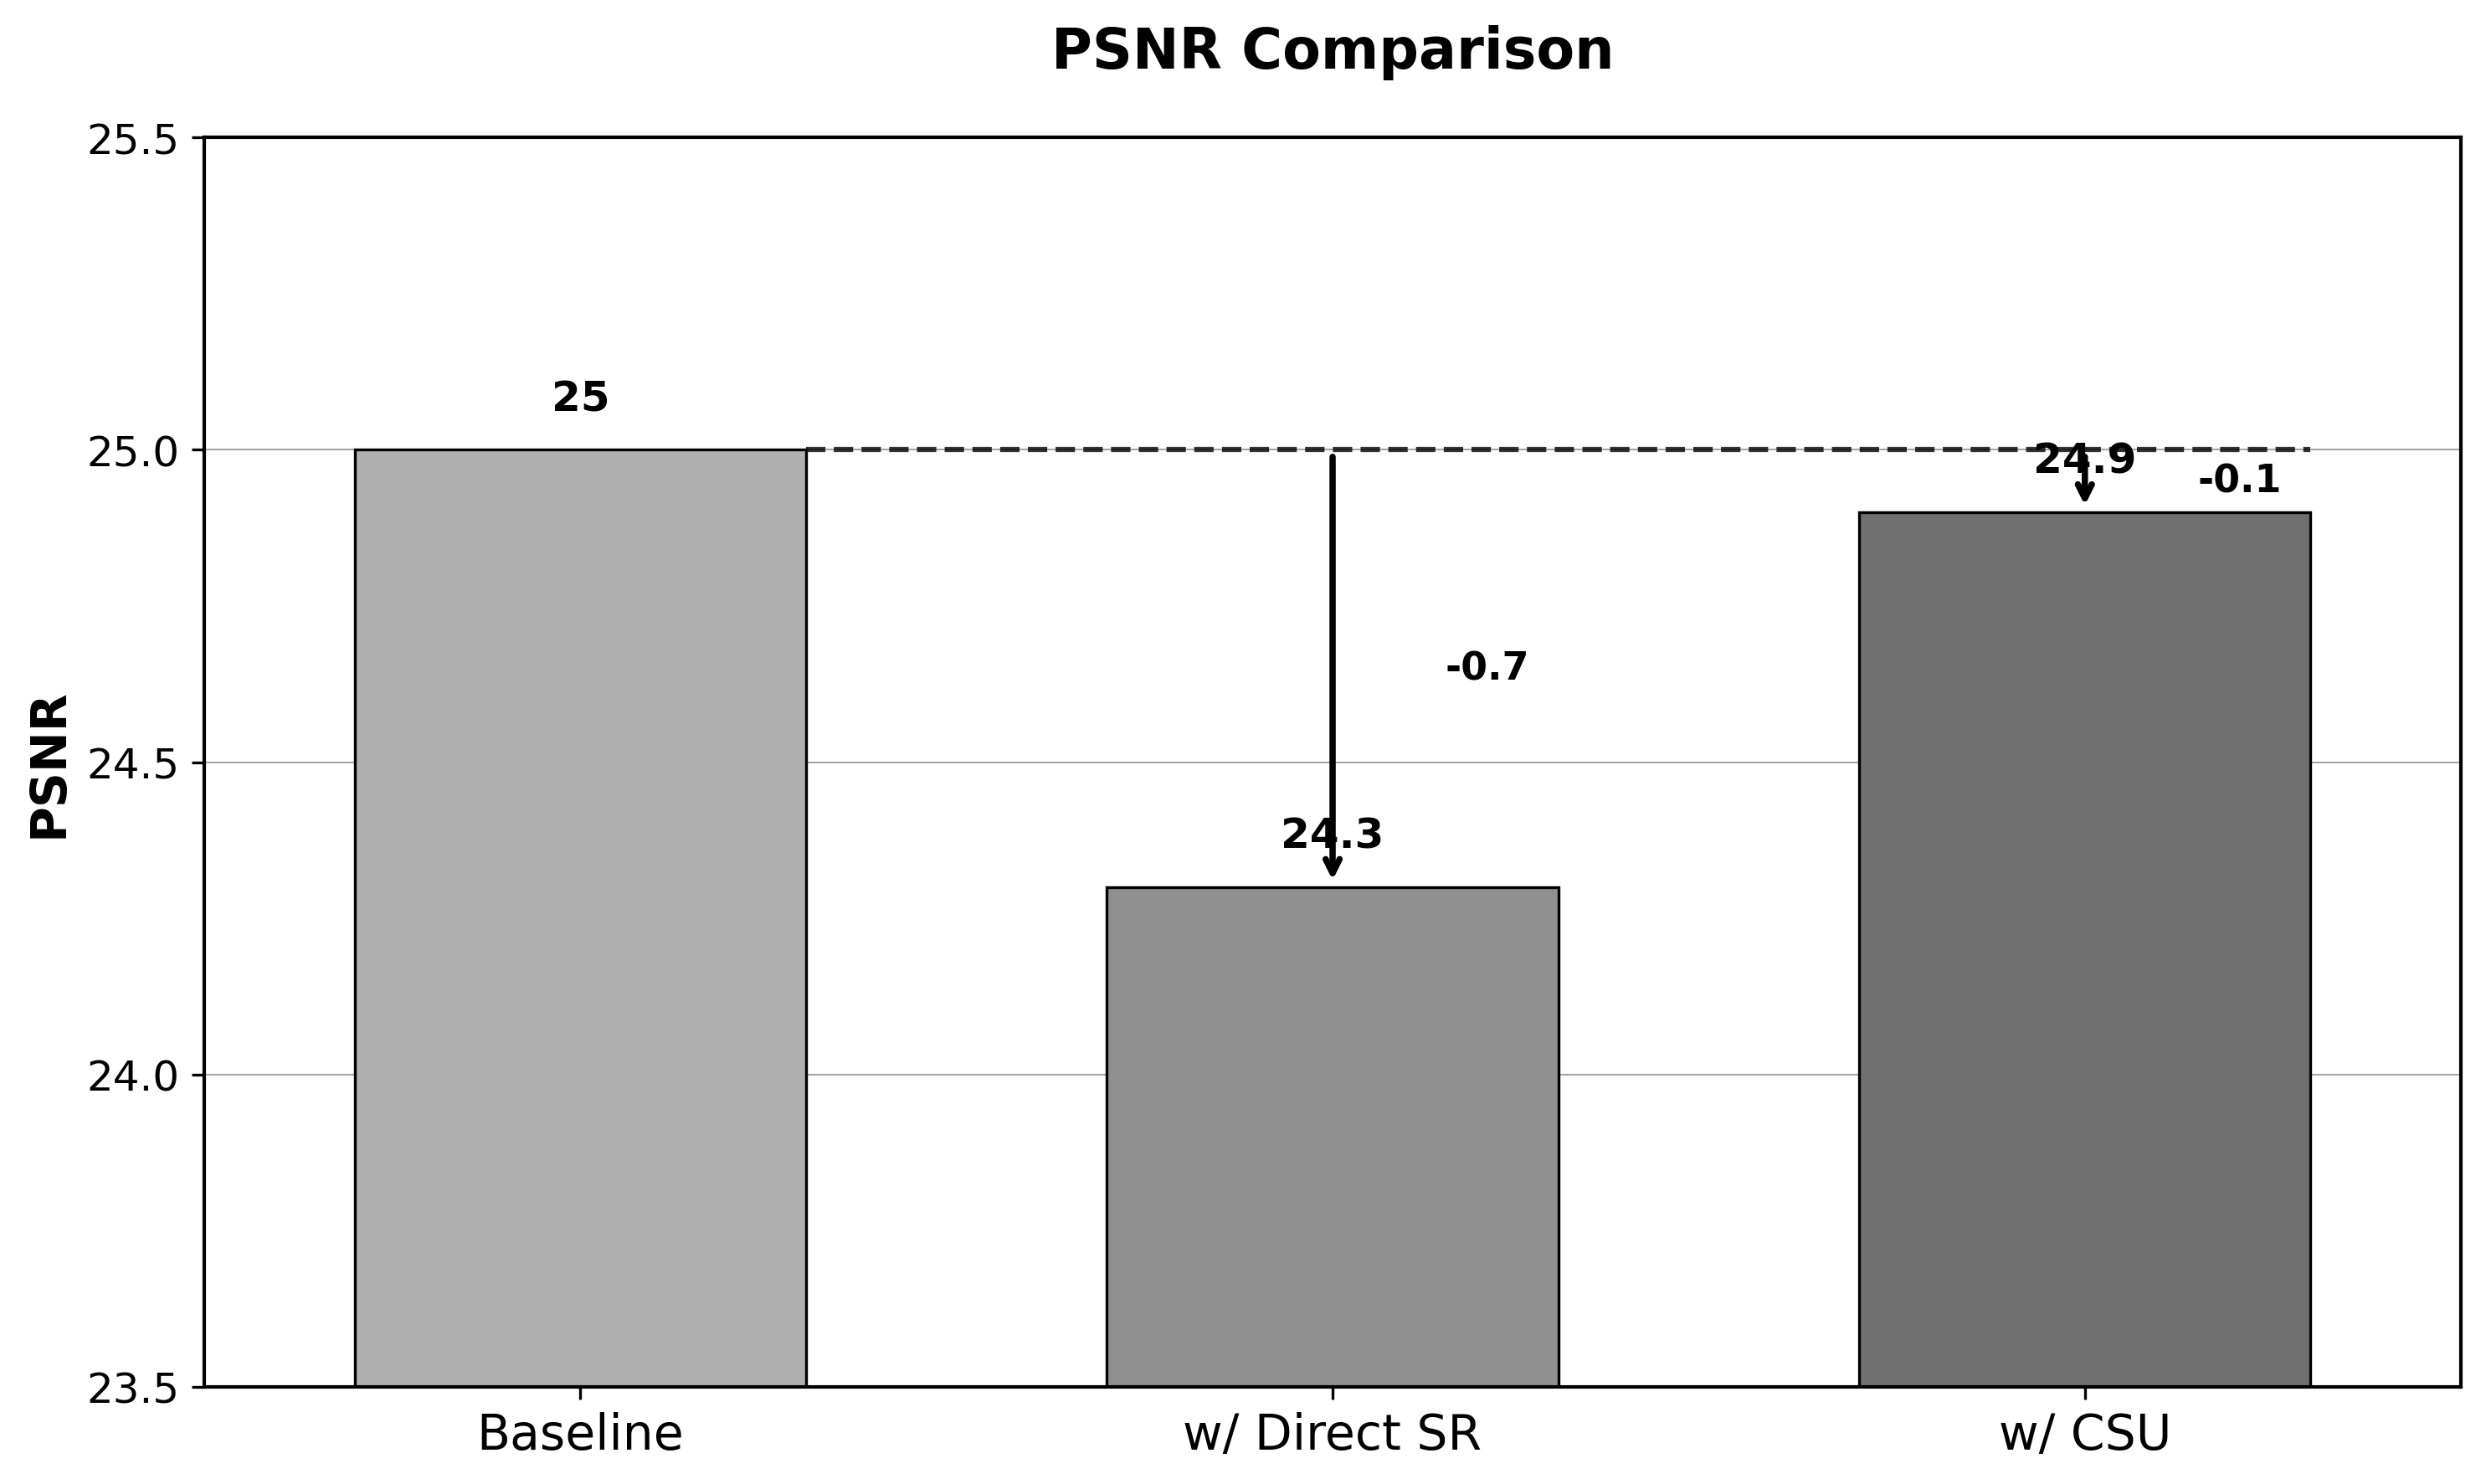 PSNR Comparison
25.5
25.0
24.5
24.0
23.5
PSNR
25
24.3
-0.7
24.9
-0.1
Baseline
w/ Direct SR
w/ CSU